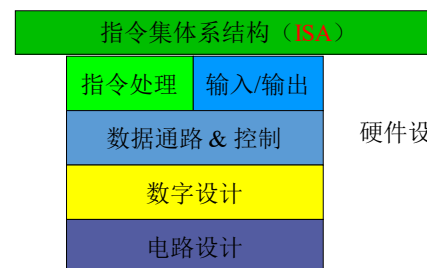 指令集体系结构（ISA）
指令处理 输入/输出
数据通路 & 控制 硬件设
数字设计
电路设计